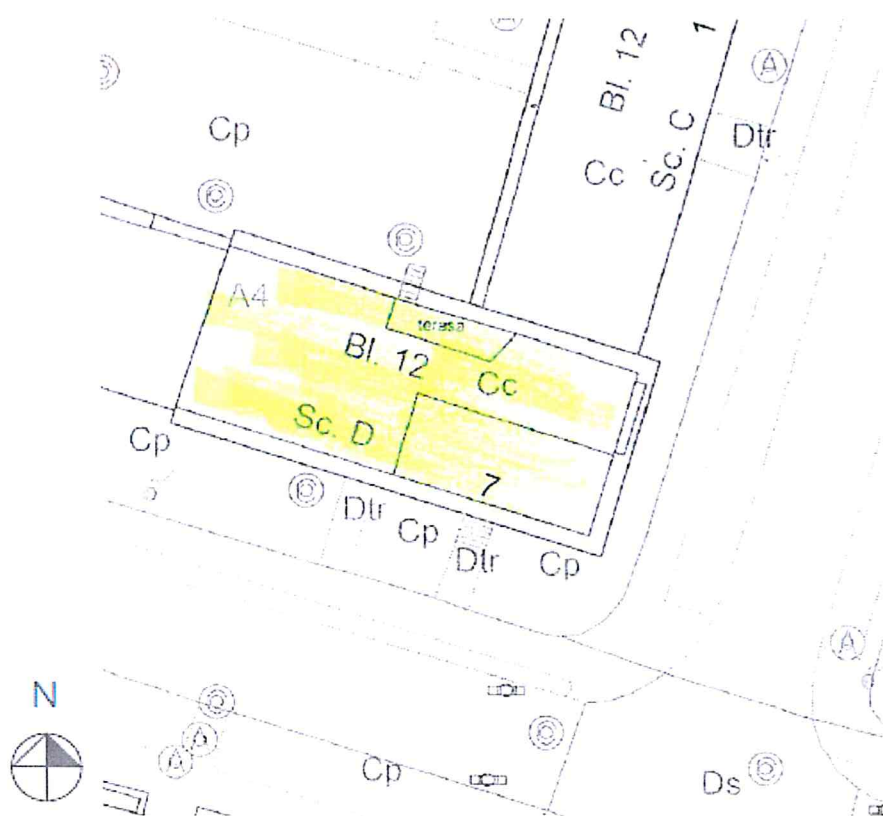 A
Bl. 12
1
A
Cp
Dtr
Cc
Sc. C
A4
terasa
Bl. 12
Cc
Sc. D
Cp
7
Dtr
Cp
Dtr
Cp
A
N
A
A
Cp
Ds